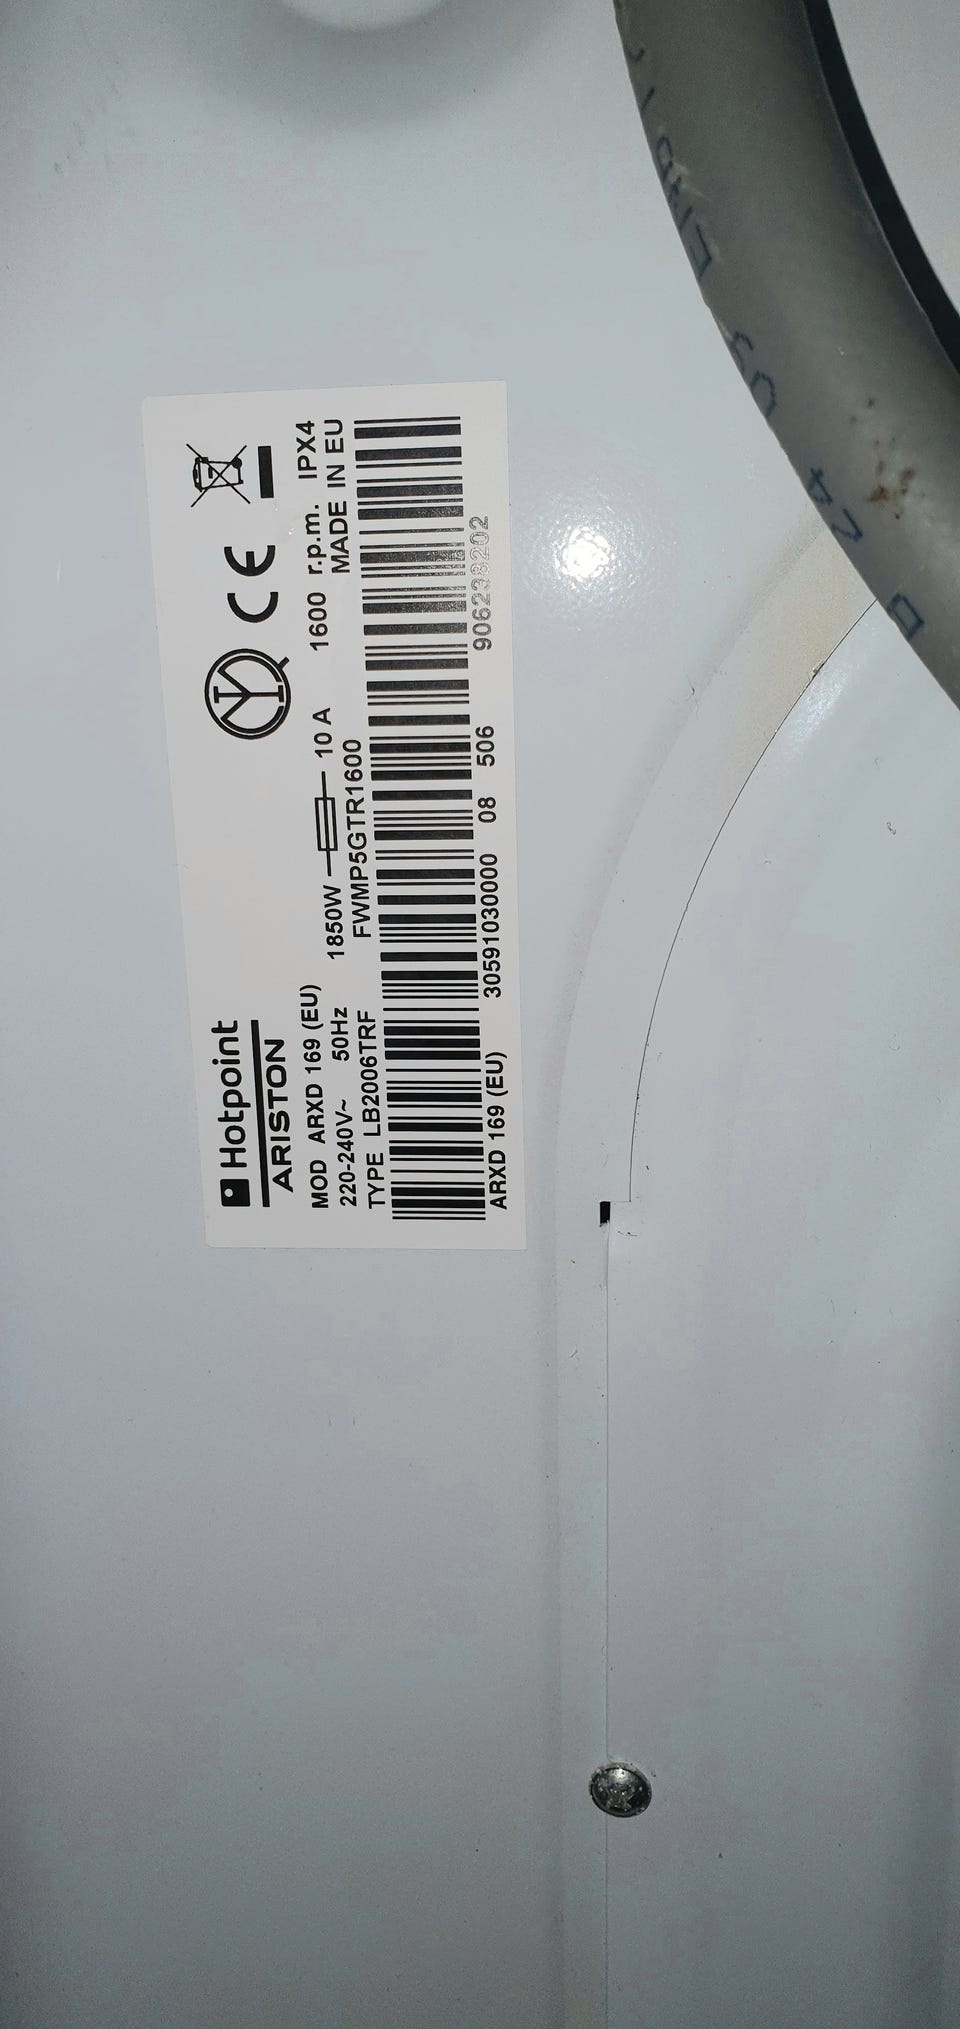 Hotpoint
ARISTON
MOD ARXD 169 (EU)
220-240V~ 50Hz 1850W 10 A 1600 r.p.m. IPX4
TYPE LB2006TRF FWMP5GTR1600 MADE IN EU
ARXD 169 (EU) 30591030000 08 506 906238202